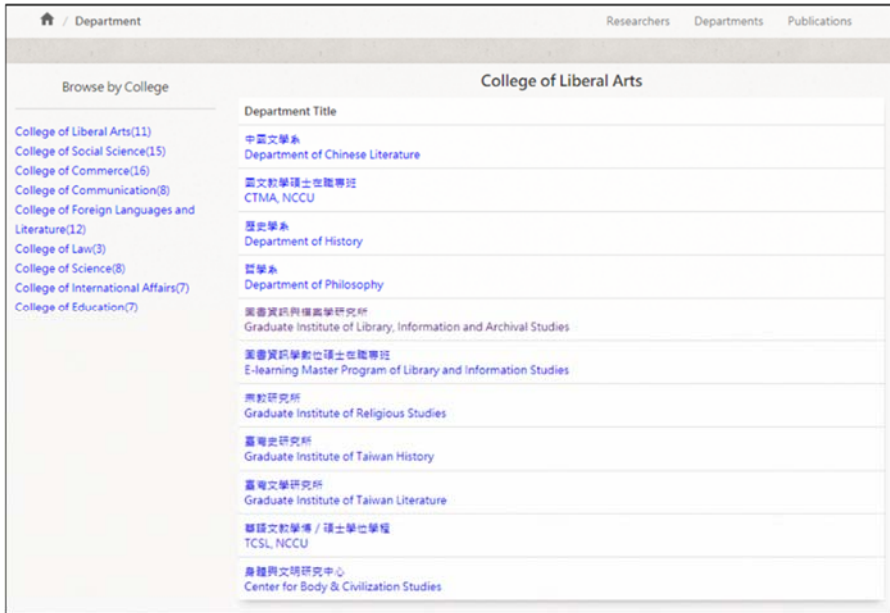 / Department
Researchers Departments Publications
Browse by College
College of Liberal Arts(11)
College of Social Science(15)
College of Commerce(16)
College of Communication(8)
College of Foreign Languages and
Literature(12)
College of Law(3)
College of Science(8)
College of International Affairs(7)
College of Education(7)
College of Liberal Arts
Department Title
中國文學系
Department of Chinese Literature
國文教學碩士在職專班
CTMA, NCCU
歷史學系
Department of History
哲學系
Department of Philosophy
圖書資訊與檔案學研究所
Graduate Institute of Library, Information and Archival Studies
圖書資訊學數位碩士在職專班
E-learning Master Program of Library and Information Studies
宗教研究所
Graduate Institute of Religious Studies
臺灣史研究所
Graduate Institute of Taiwan History
臺灣文學研究所
Graduate Institute of Taiwan Literature
華語文教學博 / 碩士學位學程
TCSL, NCCU
身體與文明研究中心
Center for Body & Civilization Studies